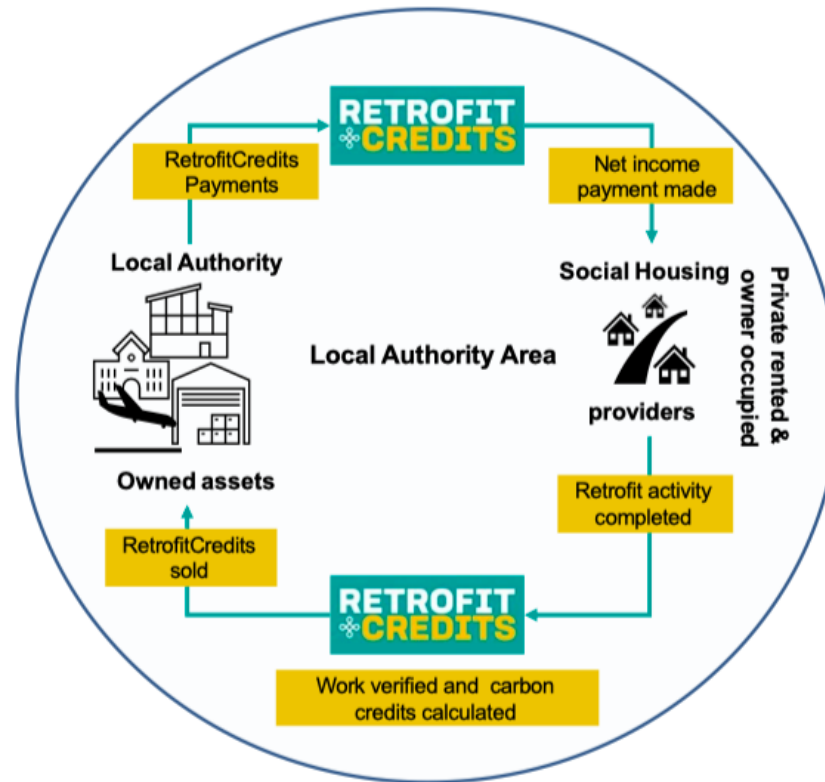 RETROFIT
CREDITS
RetrofitCredits
Payments
Net income
payment made
Local Authority
Social Housing
Private rented &
owner occupied
Local Authority Area
providers
Owned assets
Retrofit activity
completed
RetrofitCredits
sold
RETROFIT
CREDITS
Work verified and carbon
credits calculated